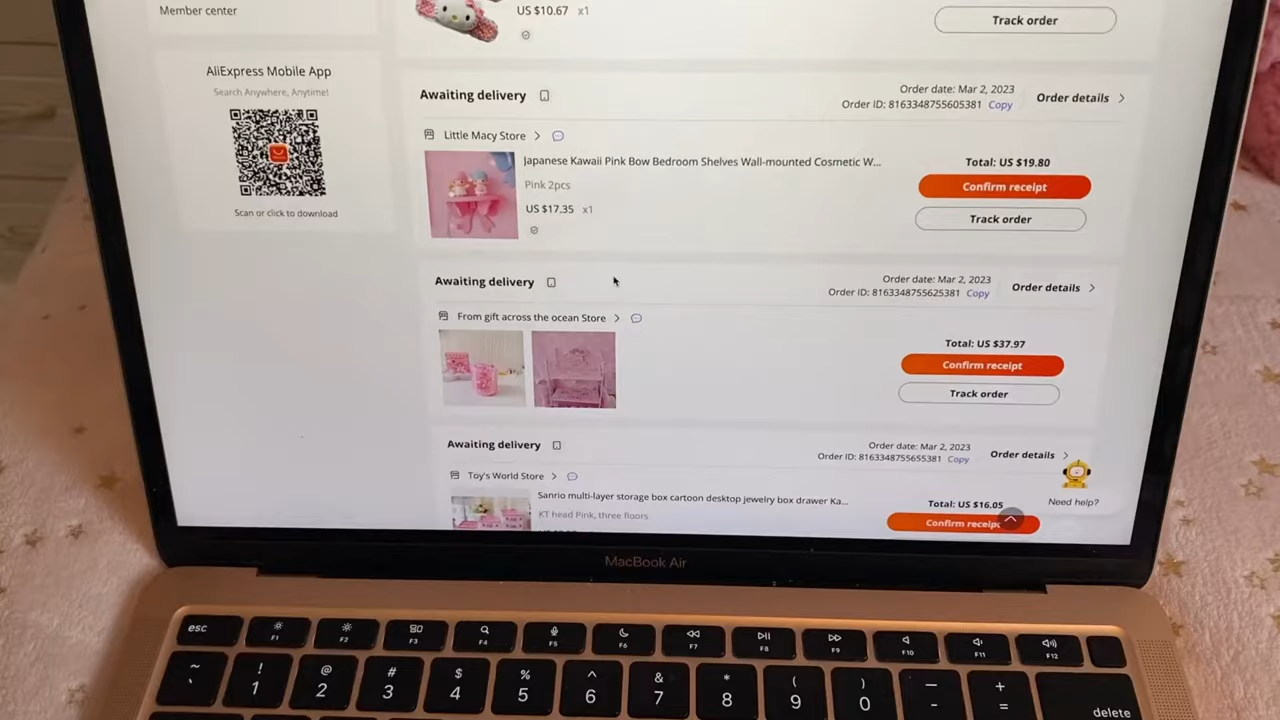 Member center
US $10.67 x1
Track order
AliExpress Mobile App
Search Anywhere, Anytime!
Scan or click to download
Awaiting delivery
Order date: Mar 2, 2023
Order ID: 8163348755605381 Copy
Order details >
Little Macy Store >
Japanese Kawaii Pink Bow Bedroom Shelves Wall-mounted Cosmetic W...
Pink 2pcs
US $17.35 x1
Total: US $19.80
Confirm receipt
Track order
Awaiting delivery
Order date: Mar 2, 2023
Order ID: 8163348755625381 Copy
Order details >
From gift across the ocean Store >
Total: US $37.97
Confirm receipt
Track order
Awaiting delivery
Order date: Mar 2, 2023
Order ID: 8163348755655381 Copy
Order details >
Toy's World Store >
Sanrio multi-layer storage box cartoon desktop jewelry box drawer Ka...
KT head Pink, three floors
Total: US $16.05
Confirm receipt
Need help?
MacBook Air
esc F1 F2 F3 F4 F5 F6 F7 F8 F9 F10 F11 F12
~ ! @ # $ % ^ & * ( ) — +
` 1 2 3 4 5 6 7 8 9 0 - = delete